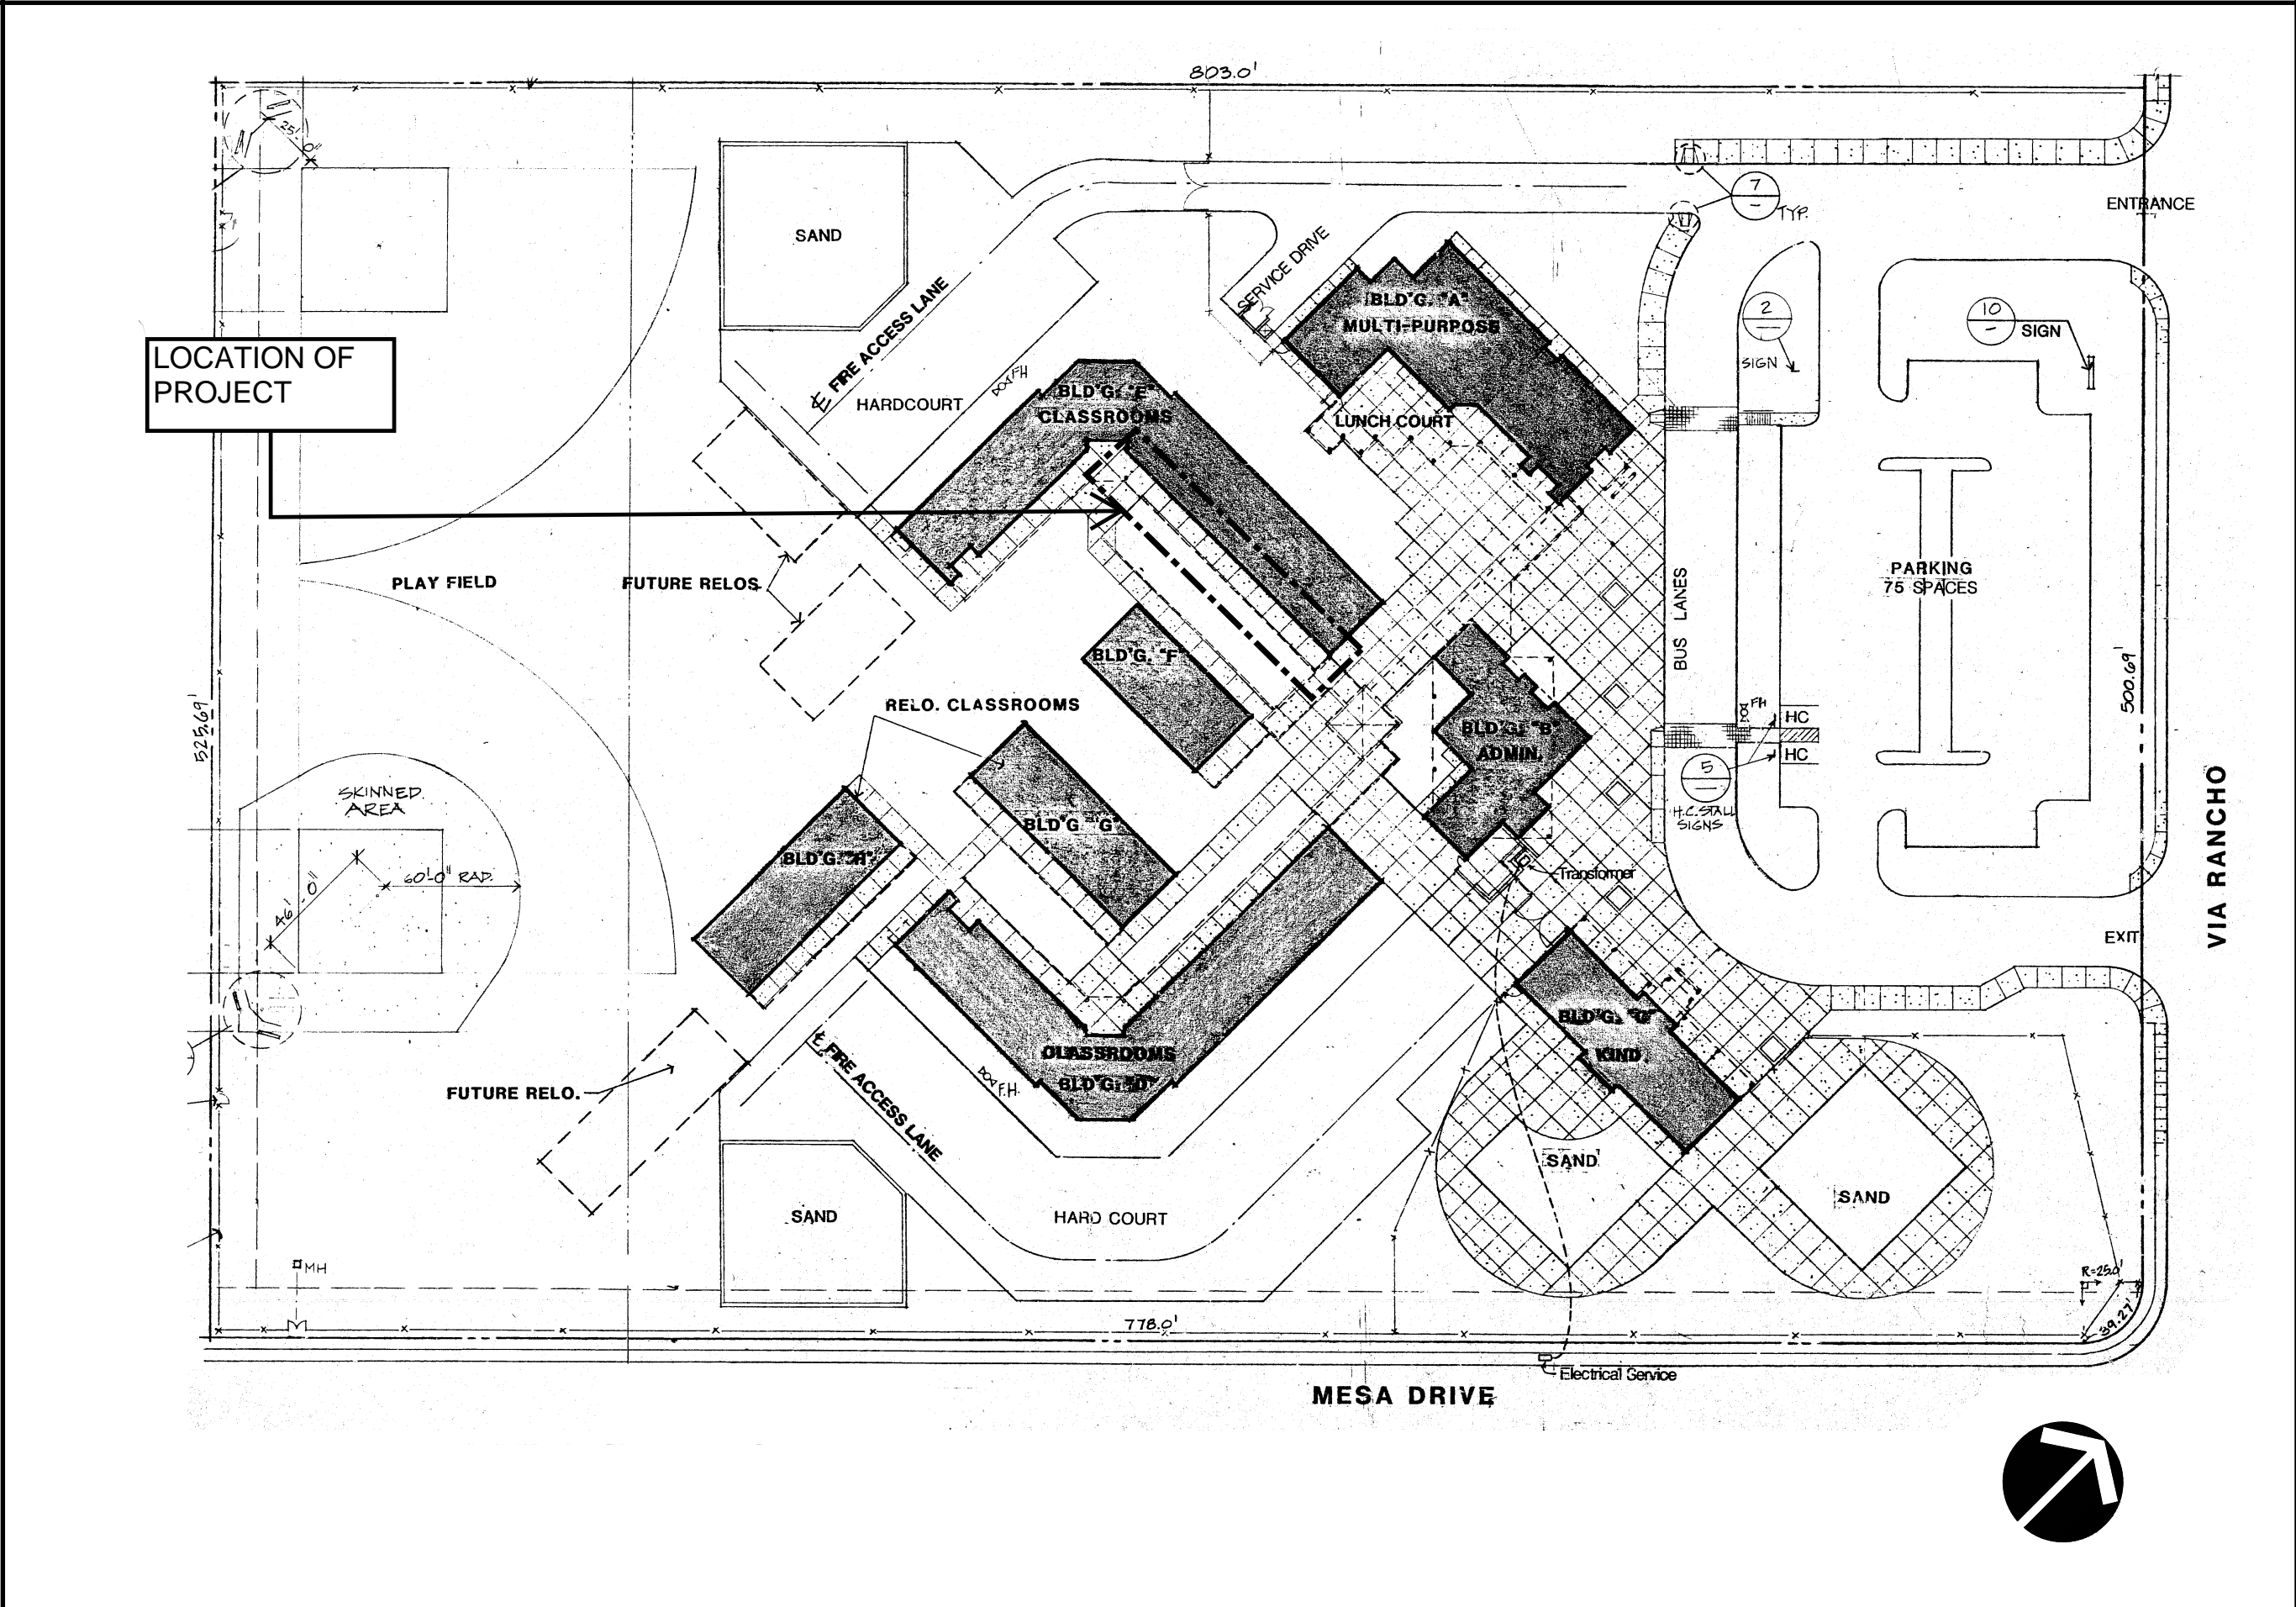 803.0'
25'-0"
7
-
TYP.
ENTRANCE
SAND
SERVICE DRIVE
BLD'G. "A"
MULTI-PURPOSE
2
SIGN
10
-
SIGN
LOCATION OF
PROJECT
℄ FIRE ACCESS LANE
HARDCOURT
FH
BLD'G. "E"
CLASSROOMS
LUNCH COURT
PLAY FIELD
FUTURE RELOS
BUS LANES
PARKING
75 SPACES
BLD'G. "F"
RELO. CLASSROOMS
525.69'
500.69'
BLD'G. "B"
ADMIN.
FH
HC
HC
5
-
H.C. STALL
SIGNS
SKINNED
AREA
60'-0" RAD.
46'-0"
BLD'G. "G"
BLD'G. "H"
Transformer
VIA RANCHO
EXIT
BLD'G. "C"
KIND.
CLASSROOMS
BLD'G. "D"
F.H.
℄ FIRE ACCESS LANE
FUTURE RELO.
SAND
SAND
SAND
HARD COURT
MH
R=25.0'
39.27'
778.0'
Electrical Service
MESA DRIVE